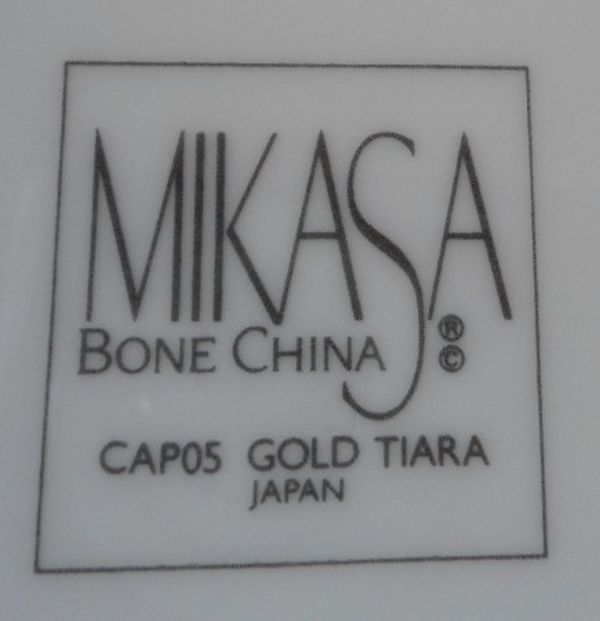 MIKASA
BONE CHINA ® ©
CAP05 GOLD TIARA
JAPAN